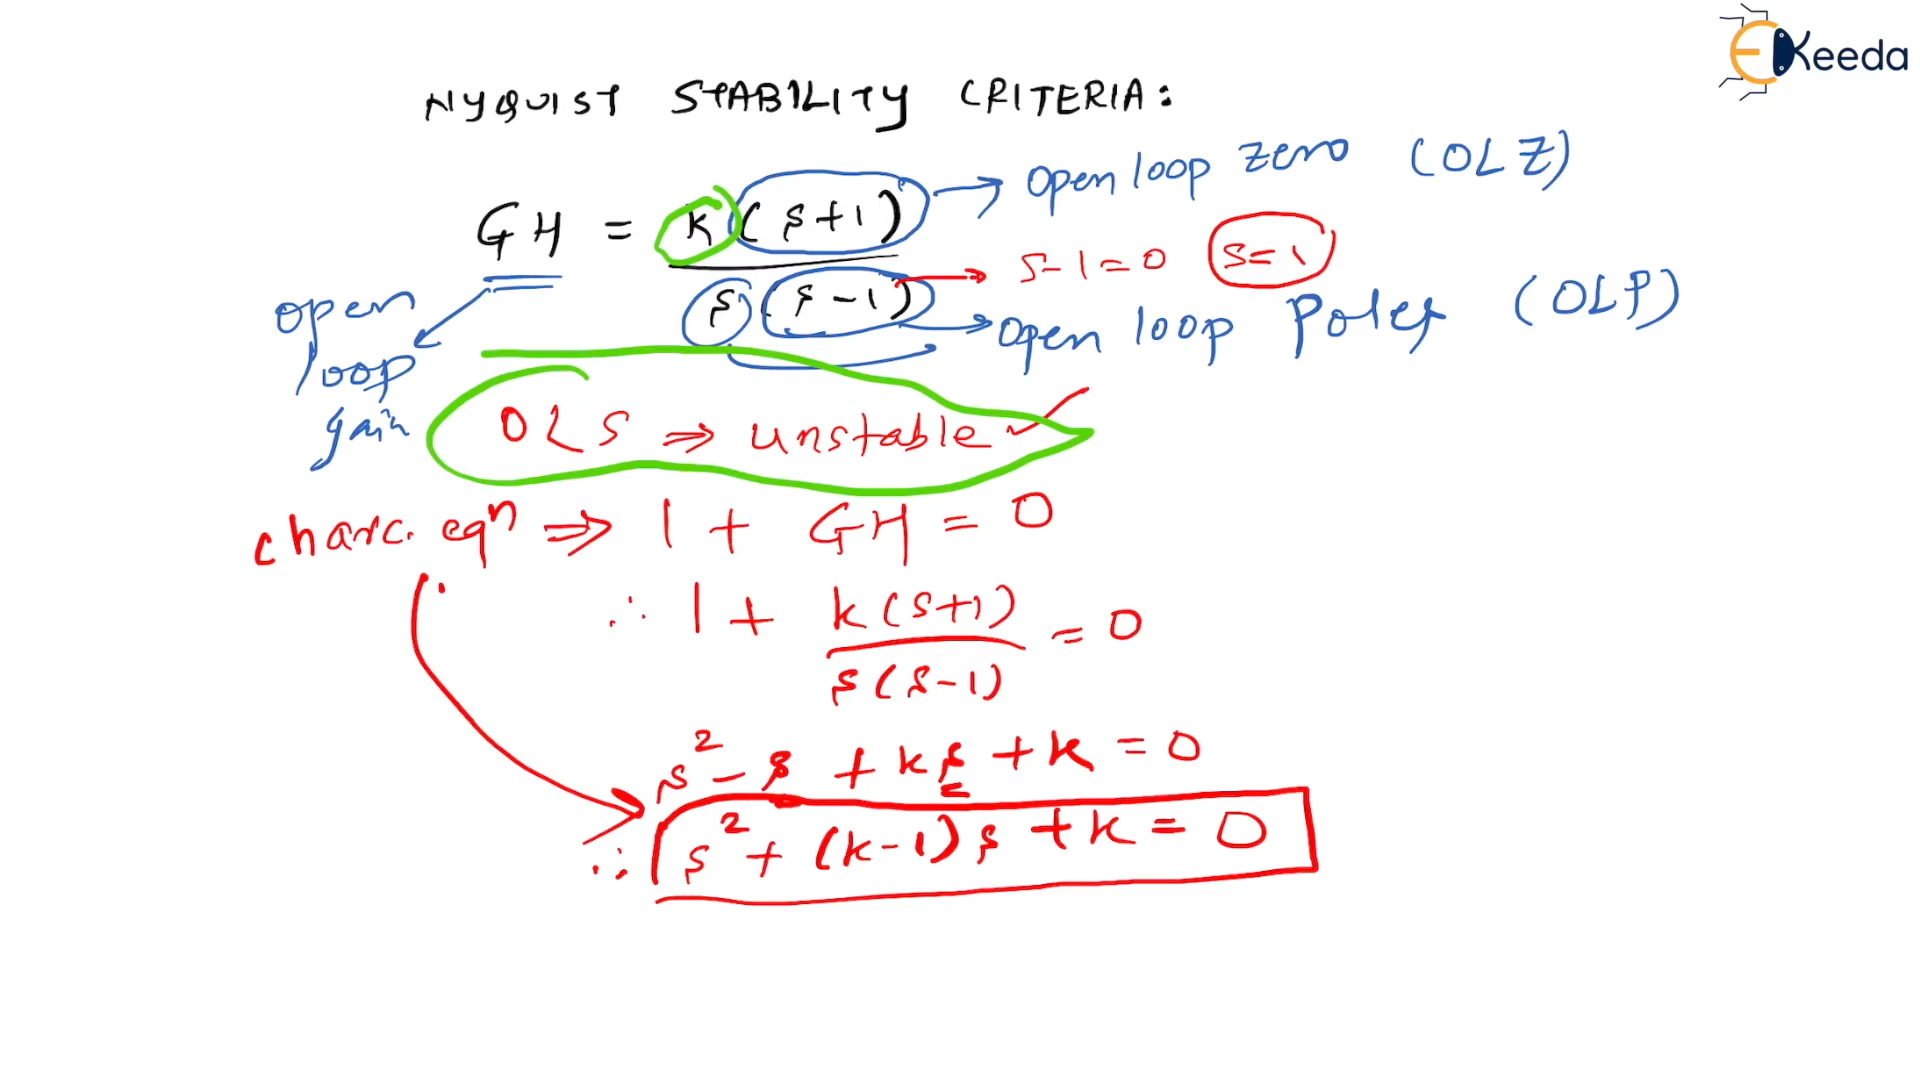 EKeeda
NYQUIST STABILITY CRITERIA:
GH = K(s+1) / s(s-1)
Open loop zero (OLZ)
s-1=0 s=1
Open loop Poles (OLP)
open loop gain
OLS ⇒ unstable ✓
charc. eqⁿ ⇒ 1 + GH = 0
∴ 1 + k(s+1) / s(s-1) = 0
s² - s + ks + k = 0
∴ s² + (k-1)s + k = 0